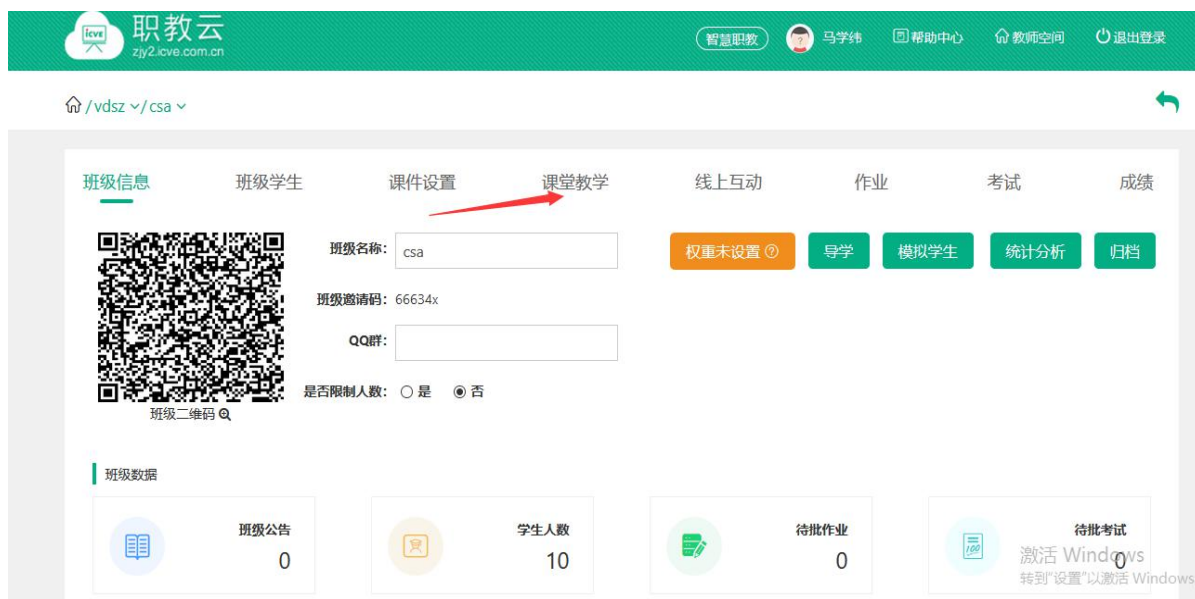 icve
职教云
zjy2.icve.com.cn
智慧职教
马学纬
帮助中心
教师空间
退出登录
/ vdsz / csa
班级信息
班级学生
课件设置
课堂教学
线上互动
作业
考试
成绩
班级名称: csa
权重未设置
导学
模拟学生
统计分析
归档
班级邀请码: 66634x
QQ群:
是否限制人数: 是 否
班级二维码
班级数据
班级公告
0
学生人数
10
待批作业
0
100
待批考试
0
激活 Windows
转到"设置"以激活 Windows